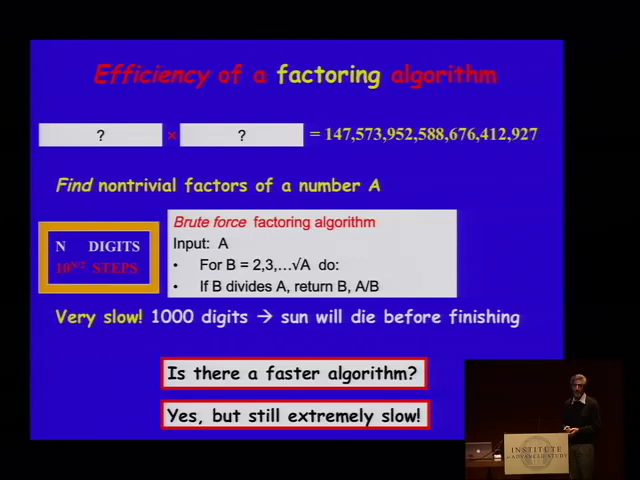 Efficiency of a factoring algorithm
? × ? = 147,573,952,588,676,412,927
Find nontrivial factors of a number A
N DIGITS
10^N/2 STEPS
Brute force factoring algorithm
Input: A
• For B = 2,3,…√A do:
• If B divides A, return B, A/B
Very slow! 1000 digits → sun will die before finishing
Is there a faster algorithm?
Yes, but still extremely slow!
INSTITUTE
for ADVANCED STUDY